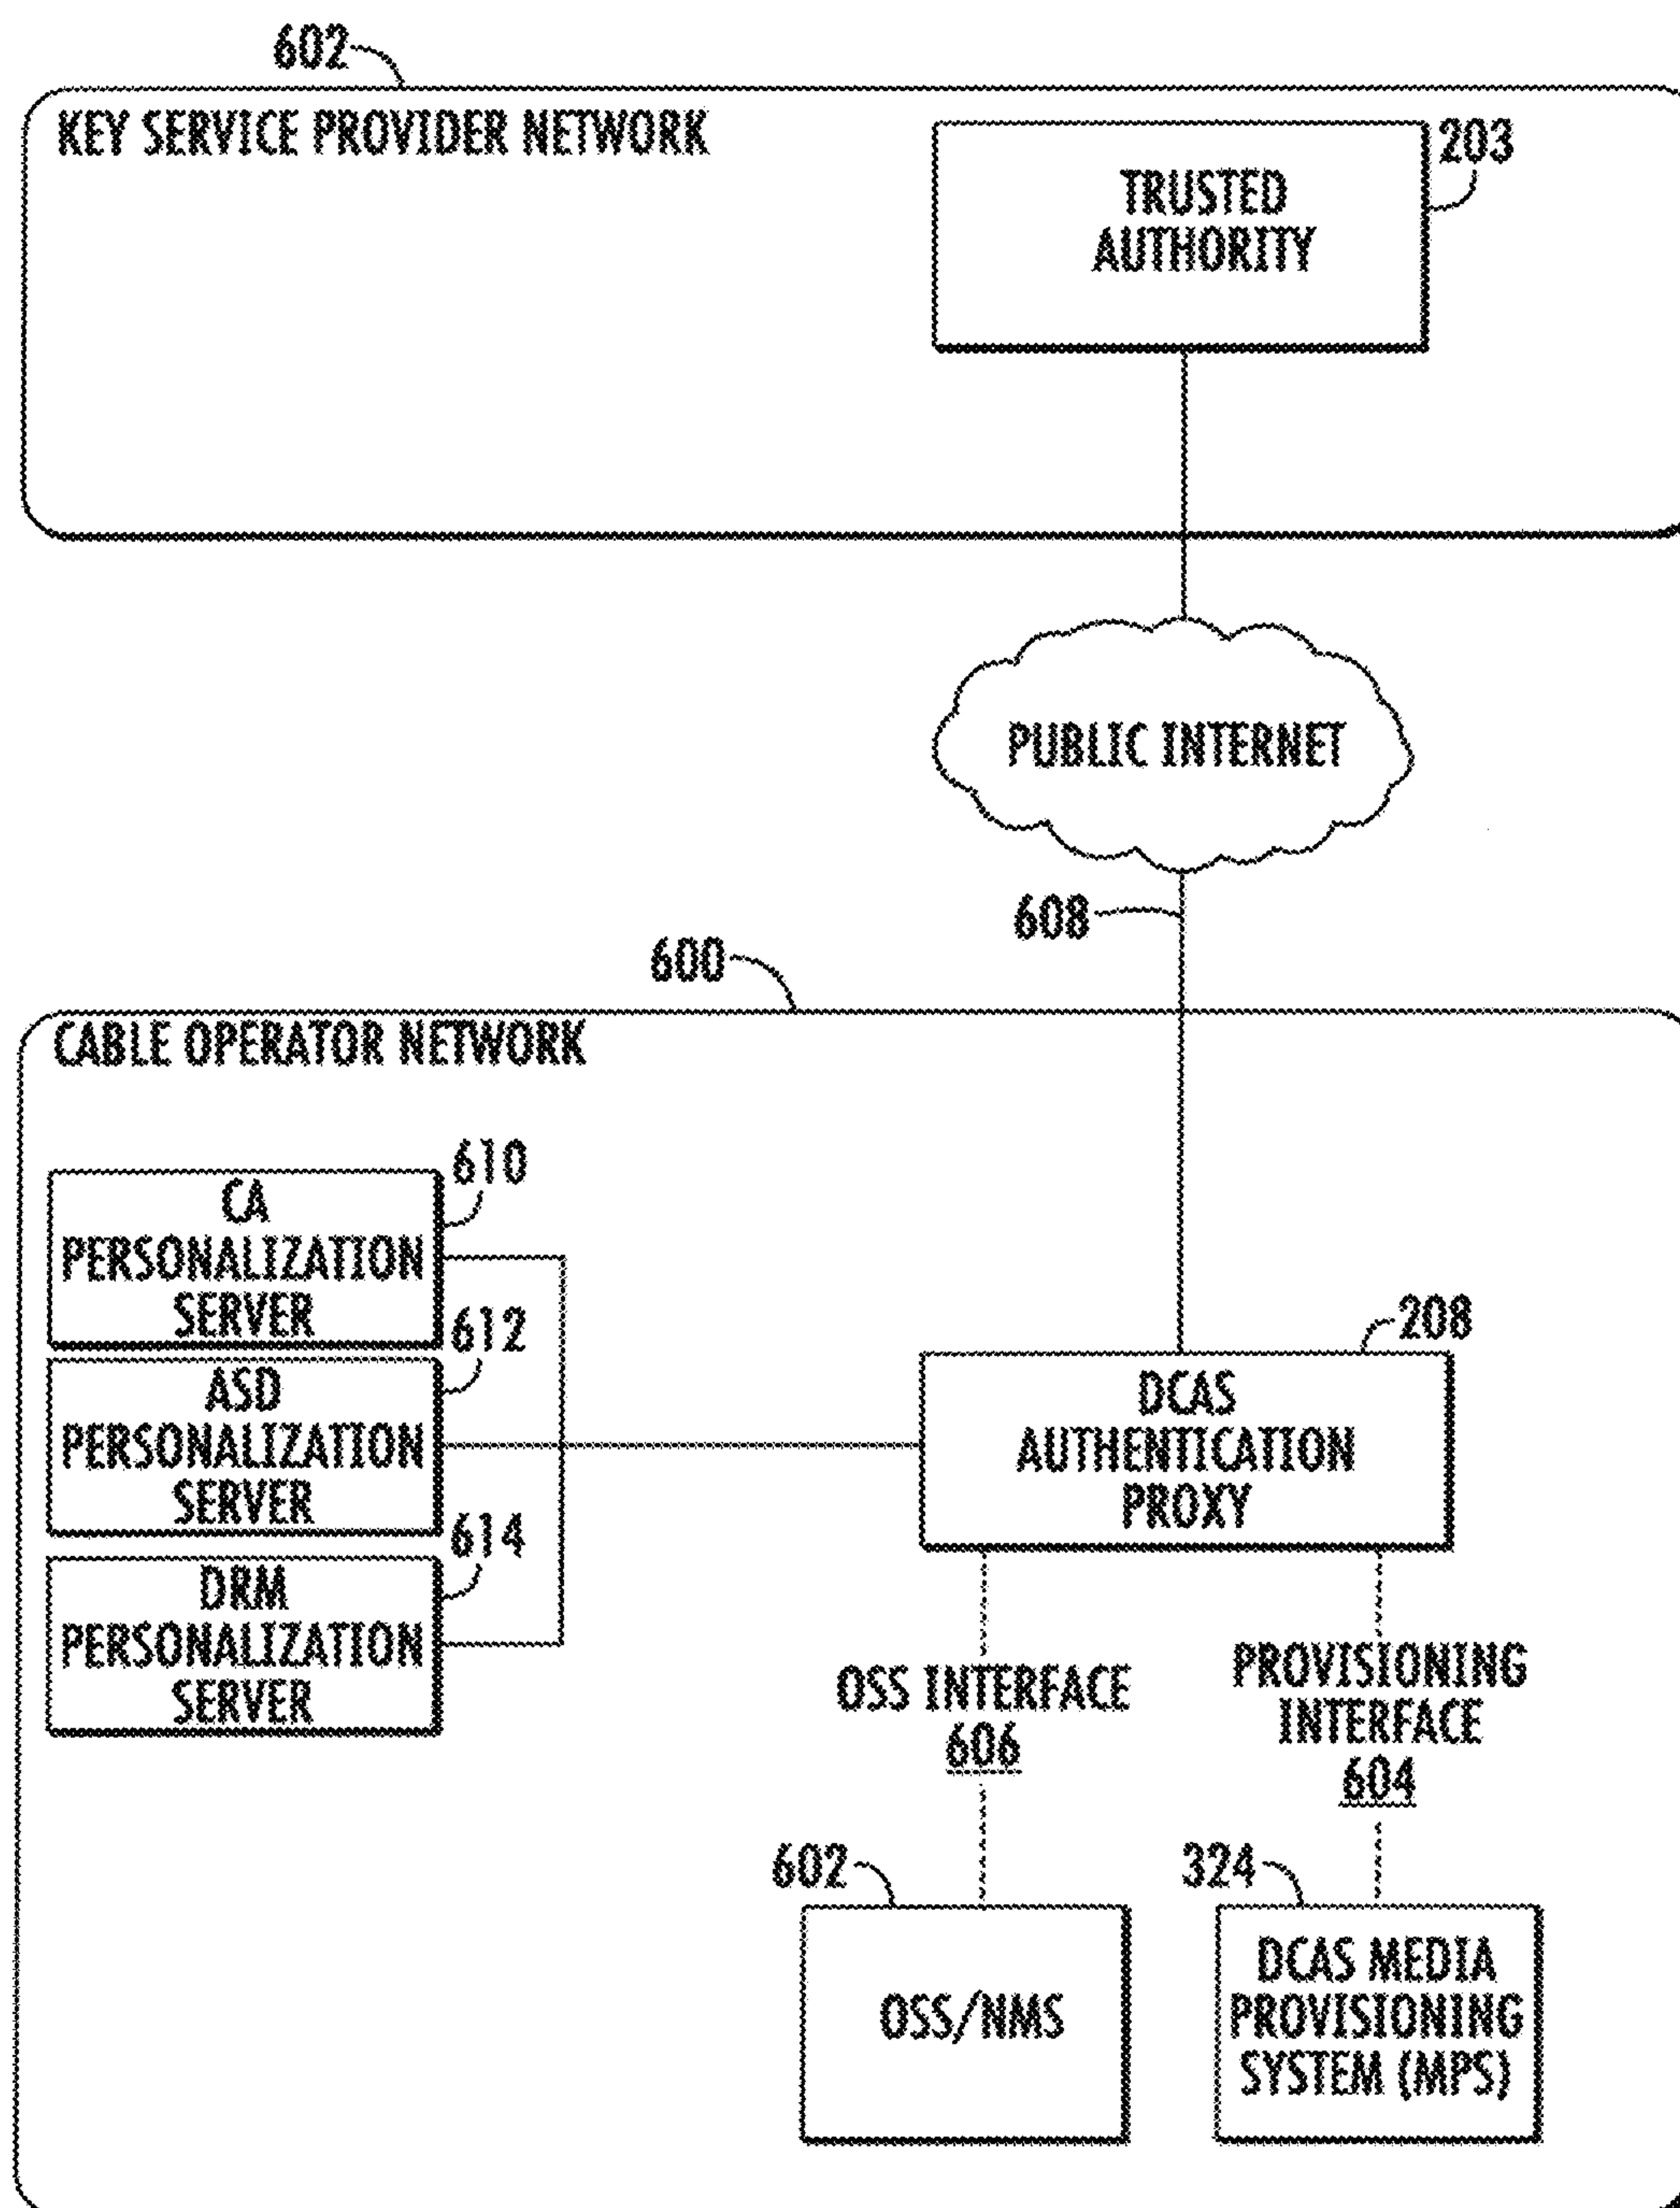 602
KEY SERVICE PROVIDER NETWORK
203
TRUSTED
AUTHORITY
PUBLIC INTERNET
608
600
CABLE OPERATOR NETWORK
610
CA
PERSONALIZATION
SERVER
612
ASD
PERSONALIZATION
SERVER
614
DRM
PERSONALIZATION
SERVER
208
DCAS
AUTHENTICATION
PROXY
OSS INTERFACE
606
PROVISIONING
INTERFACE
604
602
OSS/NMS
324
DCAS MEDIA
PROVISIONING
SYSTEM (MPS)